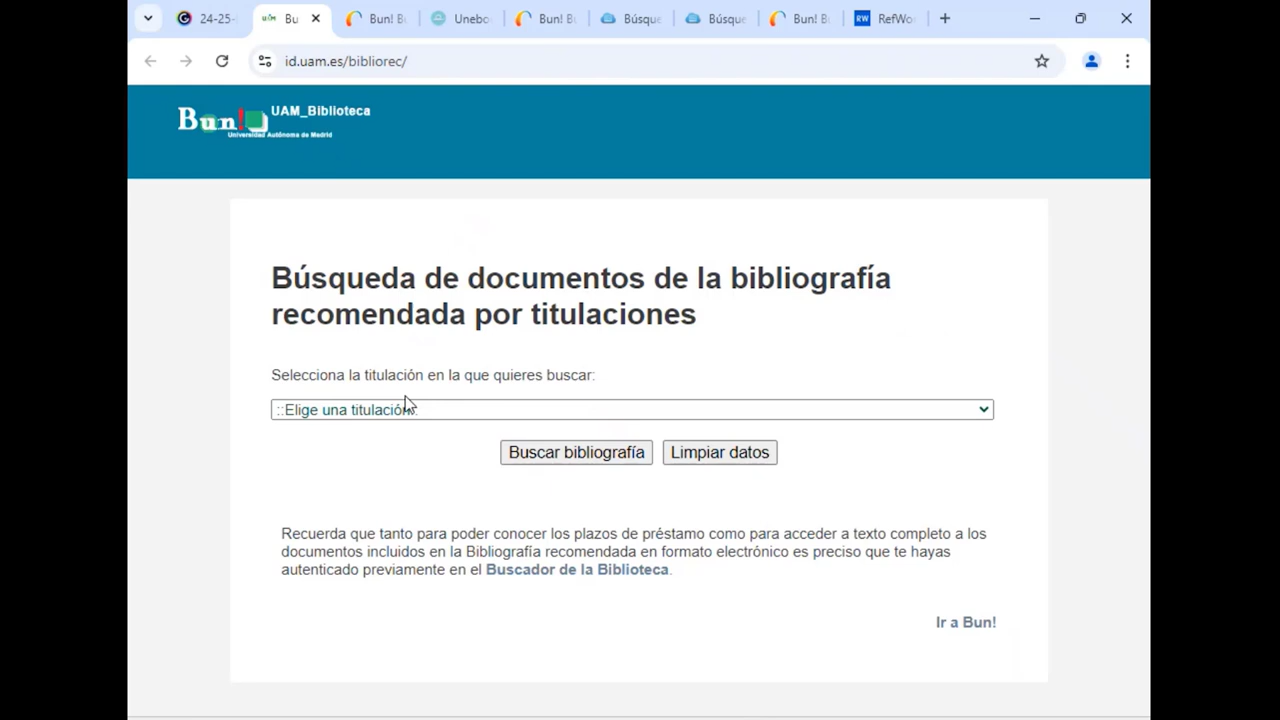 24-25-
Bu
Bun! Bu
Unebo
Bun! Bu
Búsque
Búsque
Bun! B
RefWo
id.uam.es/bibliorec/
Bun! UAM_Biblioteca
Universidad Autónoma de Madrid
Búsqueda de documentos de la bibliografía
recomendada por titulaciones
Selecciona la titulación en la que quieres buscar:
::Elige una titulación::
Buscar bibliografía
Limpiar datos
Recuerda que tanto para poder conocer los plazos de préstamo como para acceder a texto completo a los
documentos incluidos en la Bibliografía recomendada en formato electrónico es preciso que te hayas
autenticado previamente en el Buscador de la Biblioteca.
Ir a Bun!